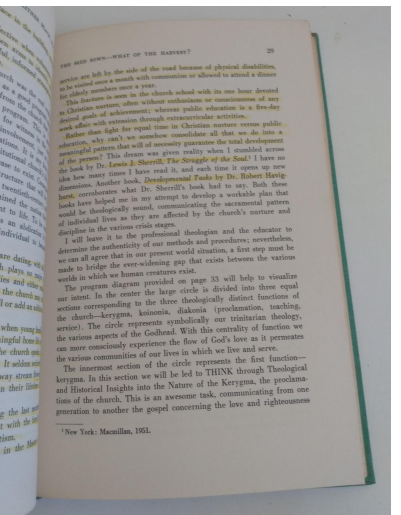 THE SEED SOWN—WHAT OF THE HARVEST? 29
service are left by the side of the road because of physical disabilities,
to be visited once a month with communion or allowed to attend a dinner
for elderly members once a year.
This fracture is seen in the church school with its one hour devoted
to Christian nurture, often without enthusiasm or consciousness of any
desired goals of achievement; whereas public education is a five-day
work affair with extension through extracurricular activities.
Rather than fight for equal time in Christian nurture versus public
education, why can't we somehow consolidate all that we do into a
meaningful pattern that will of necessity guarantee the total development
of the person? This dream was given reality when I stumbled across
the book by Dr. Lewis J. Sherrill, The Struggle of the Soul.¹ I have no
idea how many times I have read it, and each time it opens up new
dimensions. Another book, Developmental Tasks by Dr. Robert Havig-
hurst, corroborates what Dr. Sherrill's book had to say. Both these
books have helped me in my attempt to develop a workable plan that
would be theologically sound, communicating the sacramental pattern
of individual lives as they are affected by the church's nurture and
discipline in the various crisis stages.
I will leave it to the professional theologian and the educator to
determine the authenticity of our methods and procedures; nevertheless,
we can all agree that in our present world situation, a first step must be
made to bridge the ever-widening gap that exists between the various
worlds in which we human creatures exist.
The program diagram provided on page 33 will help to visualize
our intent. In the center the large circle is divided into three equal
sections corresponding to the three theologically distinct functions of
the church—kerygma, koinonia, diakonia (proclamation, teaching,
service). The circle represents symbolically our trinitarian theology,
the various aspects of the Godhead. With this centrality of function we
can more consciously experience the flow of God's love as it permeates
the various communities of our lives in which we live and serve.
The innermost section of the circle represents the first function—
kerygma. In this section we will be led to THINK through Theological
and Historical Insights into the Nature of the Kerygma, the proclama-
tions of the church. This is an awesome task, communicating from one
generation to another the gospel concerning the love and righteousness
¹New York: Macmillan, 1951.